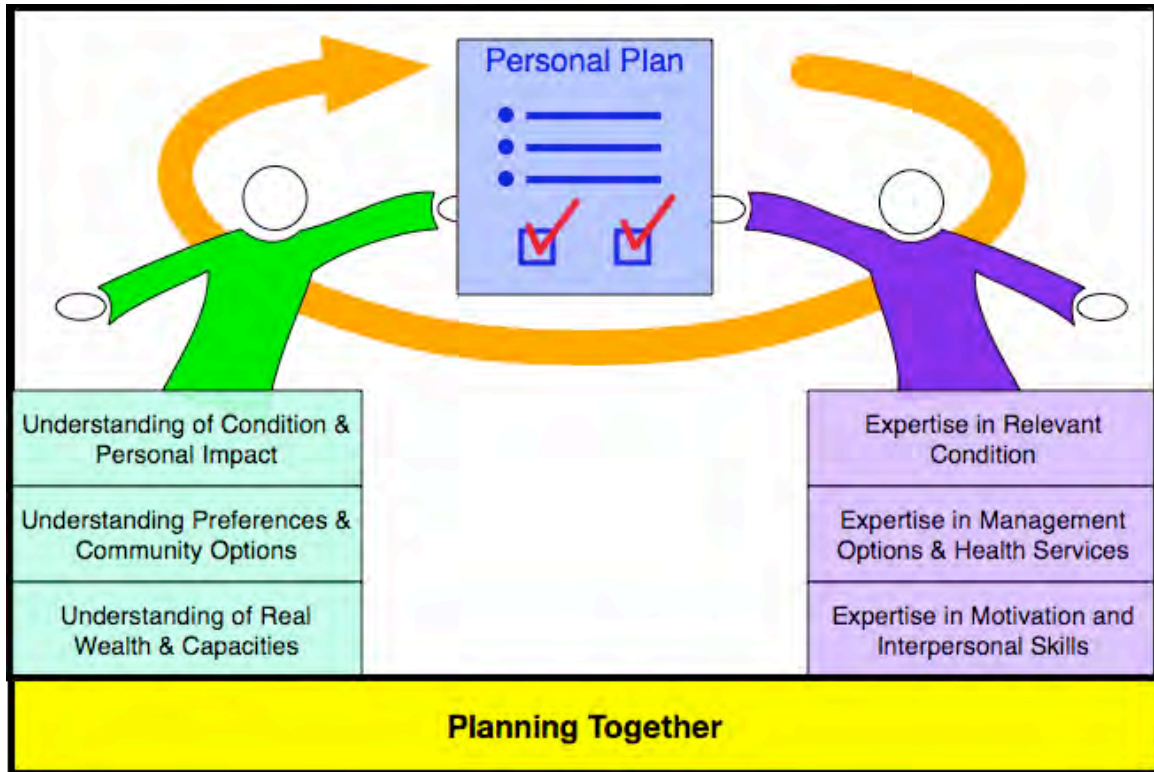 Personal Plan
Understanding of Condition &
Personal Impact
Understanding Preferences &
Community Options
Understanding of Real
Wealth & Capacities
Expertise in Relevant
Condition
Expertise in Management
Options & Health Services
Expertise in Motivation and
Interpersonal Skills
Planning Together